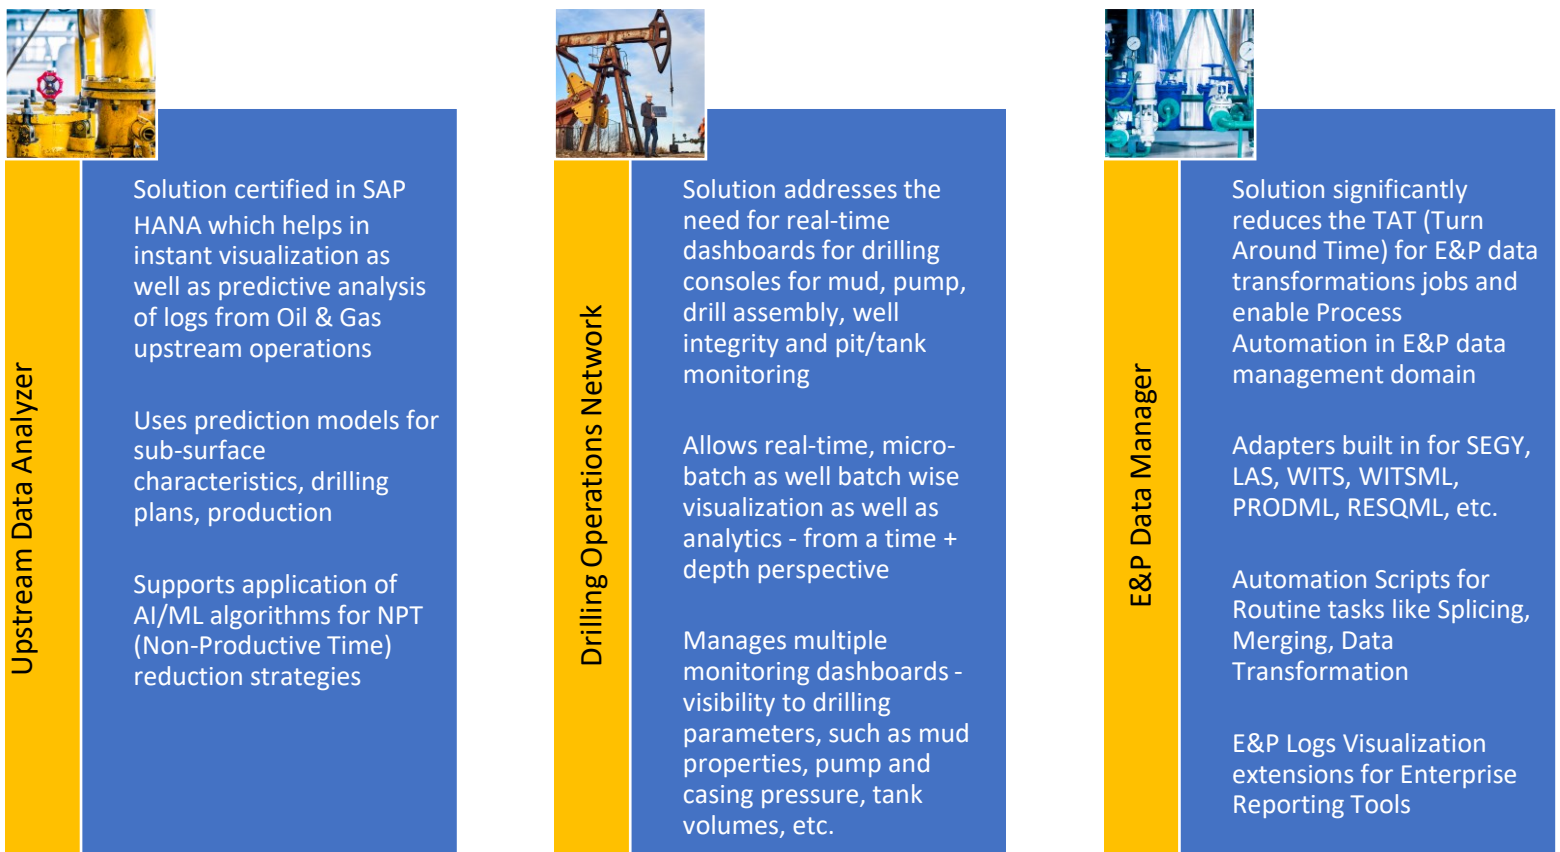 Upstream Data Analyzer
Solution certified in SAP
HANA which helps in
instant visualization as
well as predictive analysis
of logs from Oil & Gas
upstream operations
Uses prediction models for
sub-surface
characteristics, drilling
plans, production
Supports application of
AI/ML algorithms for NPT
(Non-Productive Time)
reduction strategies
Drilling Operations Network
Solution addresses the
need for real-time
dashboards for drilling
consoles for mud, pump,
drill assembly, well
integrity and pit/tank
monitoring
Allows real-time, micro-
batch as well batch wise
visualization as well as
analytics - from a time +
depth perspective
Manages multiple
monitoring dashboards -
visibility to drilling
parameters, such as mud
properties, pump and
casing pressure, tank
volumes, etc.
E&P Data Manager
Solution significantly
reduces the TAT (Turn
Around Time) for E&P data
transformations jobs and
enable Process
Automation in E&P data
management domain
Adapters built in for SEGY,
LAS, WITS, WITSML,
PRODML, RESQML, etc.
Automation Scripts for
Routine tasks like Splicing,
Merging, Data
Transformation
E&P Logs Visualization
extensions for Enterprise
Reporting Tools